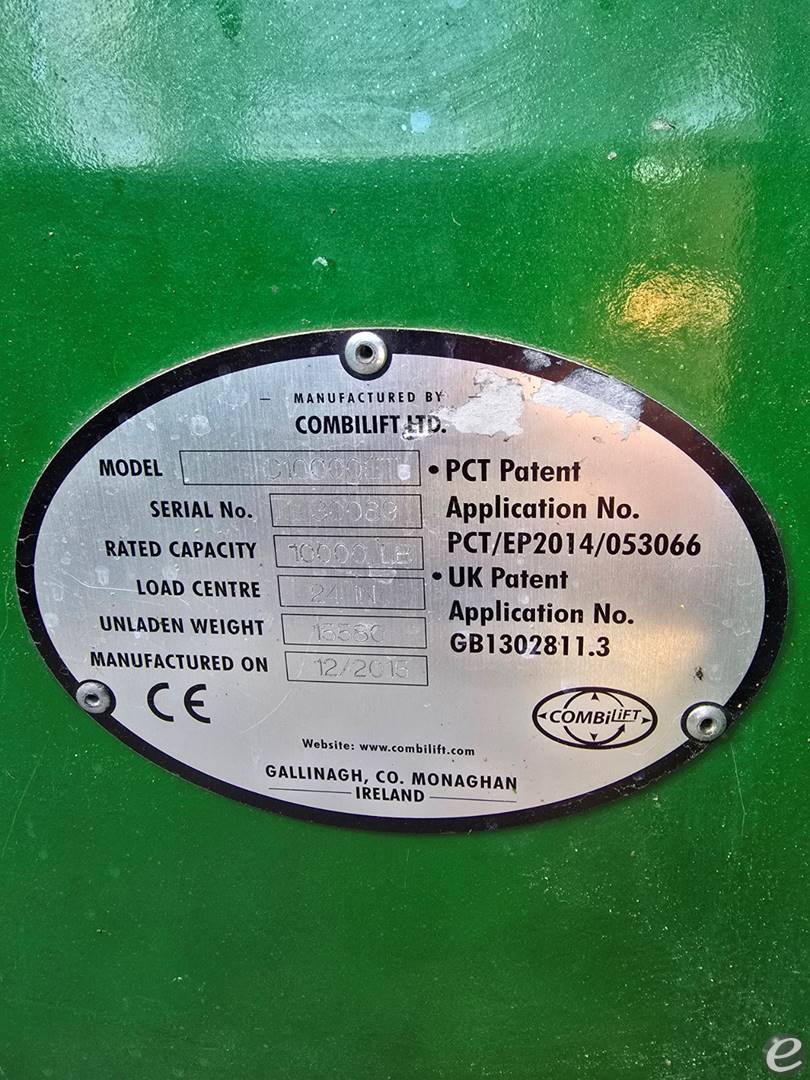 MANUFACTURED BY
COMBILIFT LTD.
MODEL
SERIAL No.
RATED CAPACITY 10000 LB
LOAD CENTRE 24 IN
UNLADEN WEIGHT
MANUFACTURED ON
• PCT Patent
Application No.
PCT/EP2014/053066
• UK Patent
Application No.
GB1302811.3
CE
COMBiLiFT
Website: www.combilift.com
GALLINAGH, CO. MONAGHAN
IRELAND
e